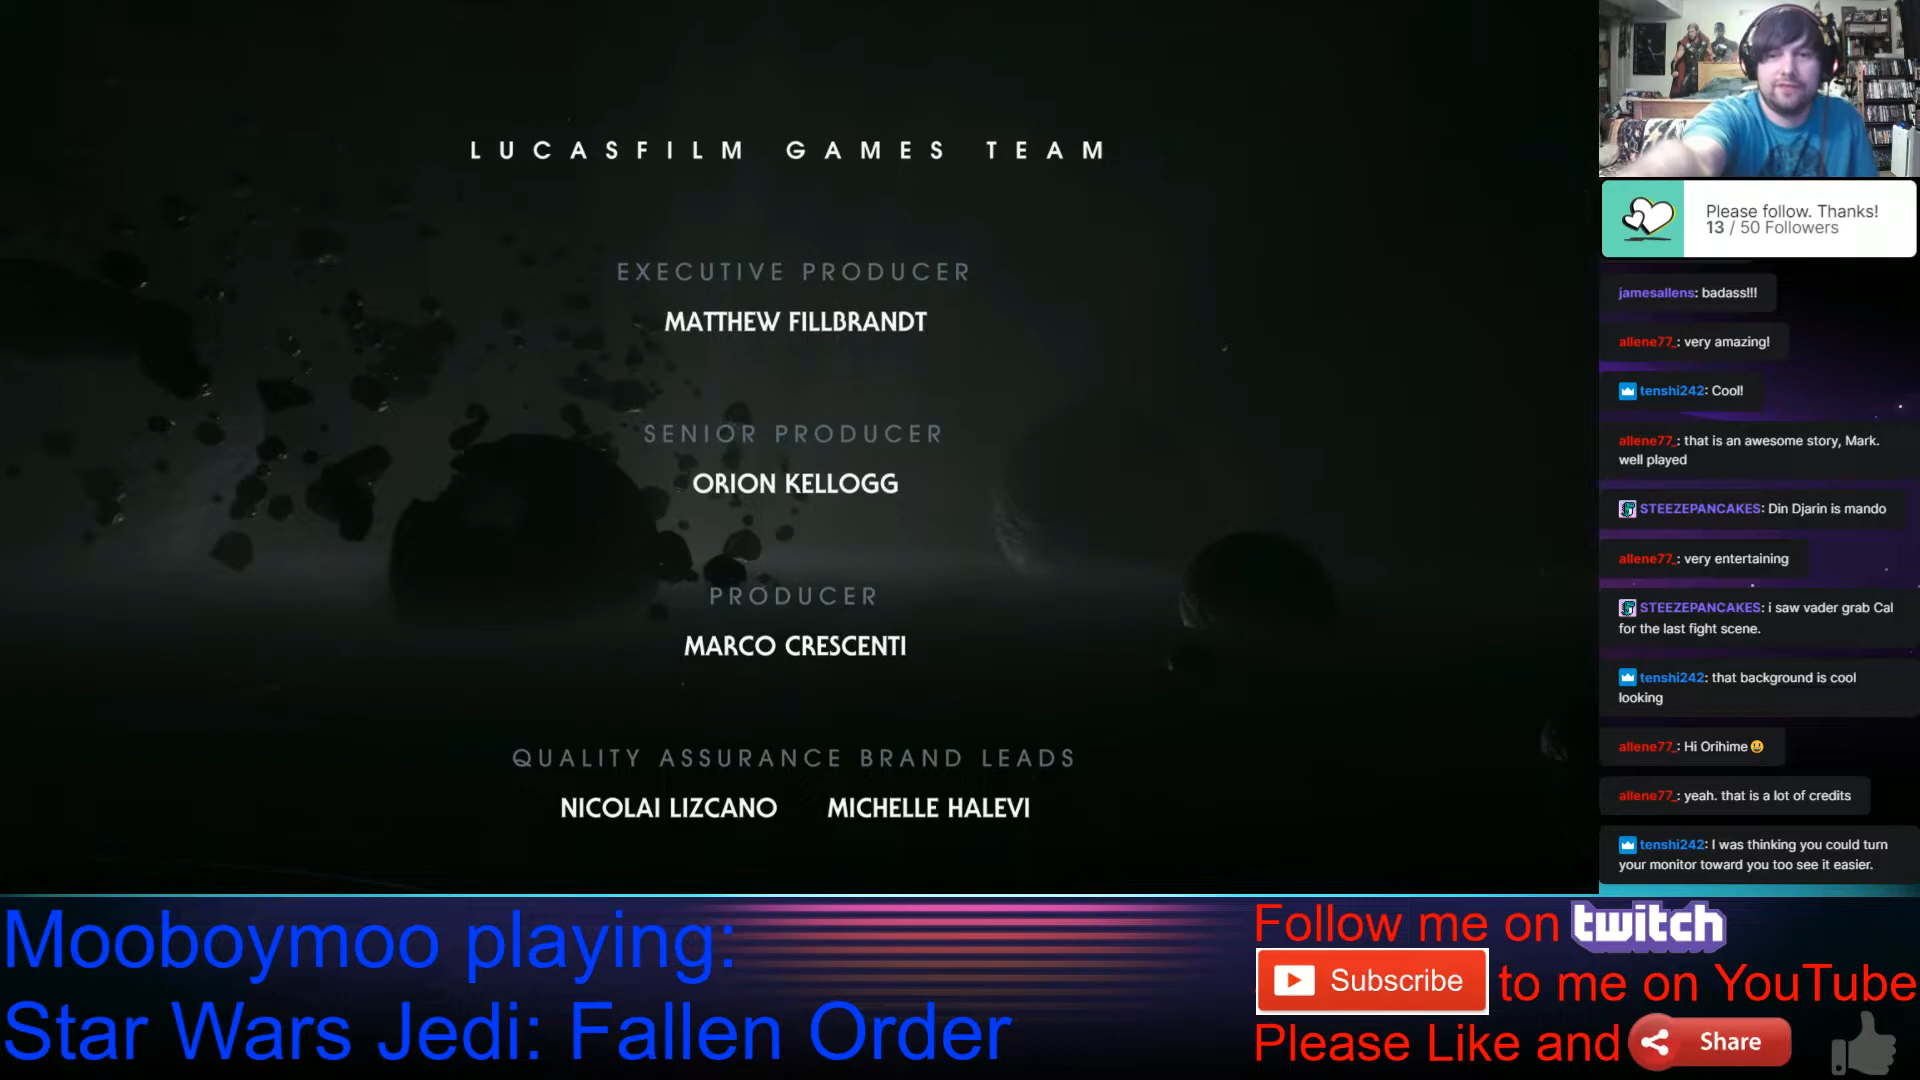 LUCASFILM GAMES TEAM
EXECUTIVE PRODUCER
MATTHEW FILLBRANDT
SENIOR PRODUCER
ORION KELLOGG
PRODUCER
MARCO CRESCENTI
QUALITY ASSURANCE BRAND LEADS
NICOLAI LIZCANO MICHELLE HALEVI
Please follow. Thanks!
13 / 50 Followers
jamesallens: badass!!!
allene77_: very amazing!
tenshi242: Cool!
allene77_: that is an awesome story, Mark.
well played
STEEZEPANCAKES: Din Djarin is mando
allene77_: very entertaining
STEEZEPANCAKES: i saw vader grab Cal
for the last fight scene.
tenshi242: that background is cool
looking
allene77_: Hi Orihime😃
allene77_: yeah. that is a lot of credits
tenshi242: I was thinking you could turn
your monitor toward you too see it easier.
Mooboymoo playing:
Star Wars Jedi: Fallen Order
Follow me on twitch
Subscribe to me on YouTube
Please Like and Share